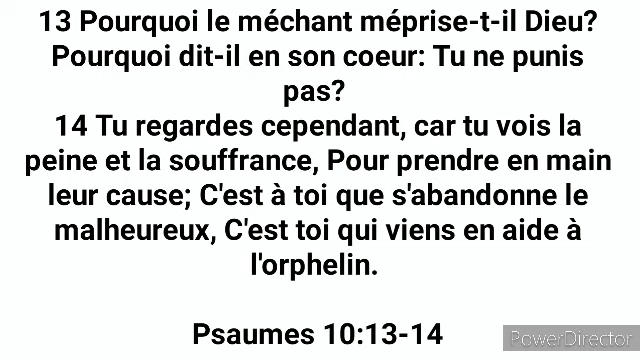 13 Pourquoi le méchant méprise-t-il Dieu?
Pourquoi dit-il en son coeur: Tu ne punis
pas?
14 Tu regardes cependant, car tu vois la
peine et la souffrance, Pour prendre en main
leur cause; C'est à toi que s'abandonne le
malheureux, C'est toi qui viens en aide à
l'orphelin.
Psaumes 10:13-14
PowerDirector